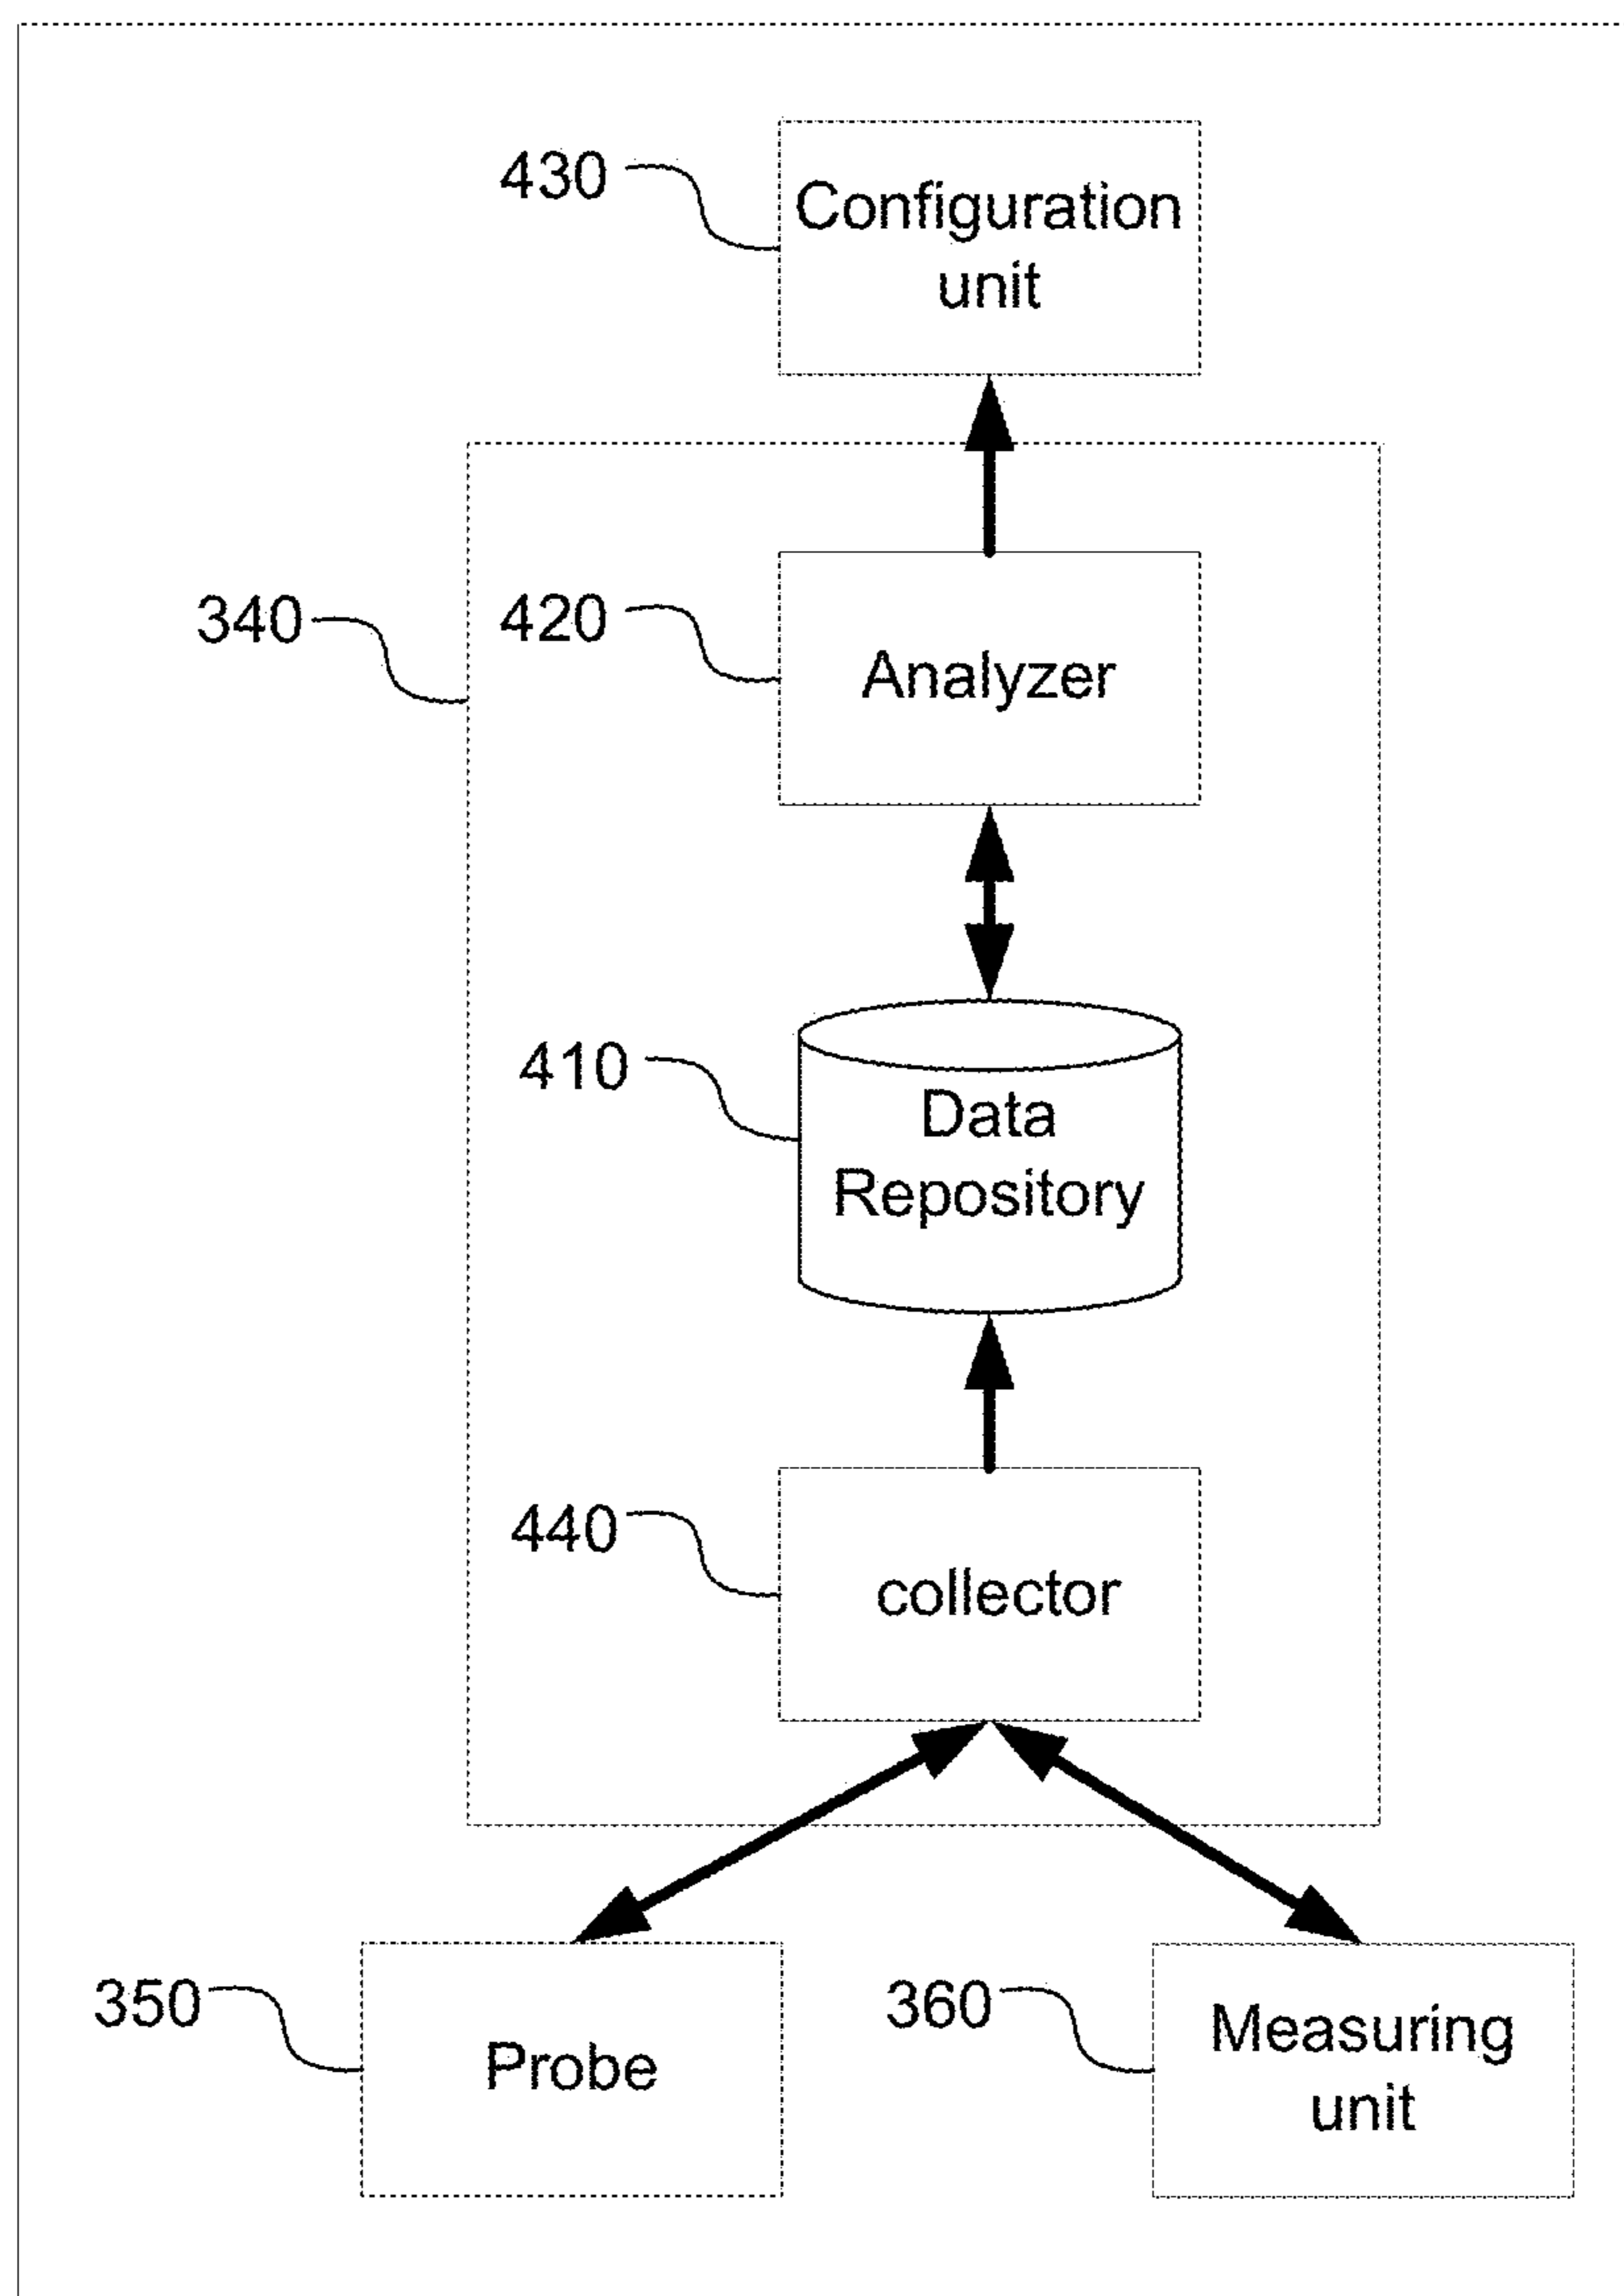 430
Configuration
unit
340
420
Analyzer
410
Data
Repository
440
collector
350
Probe
360
Measuring
unit